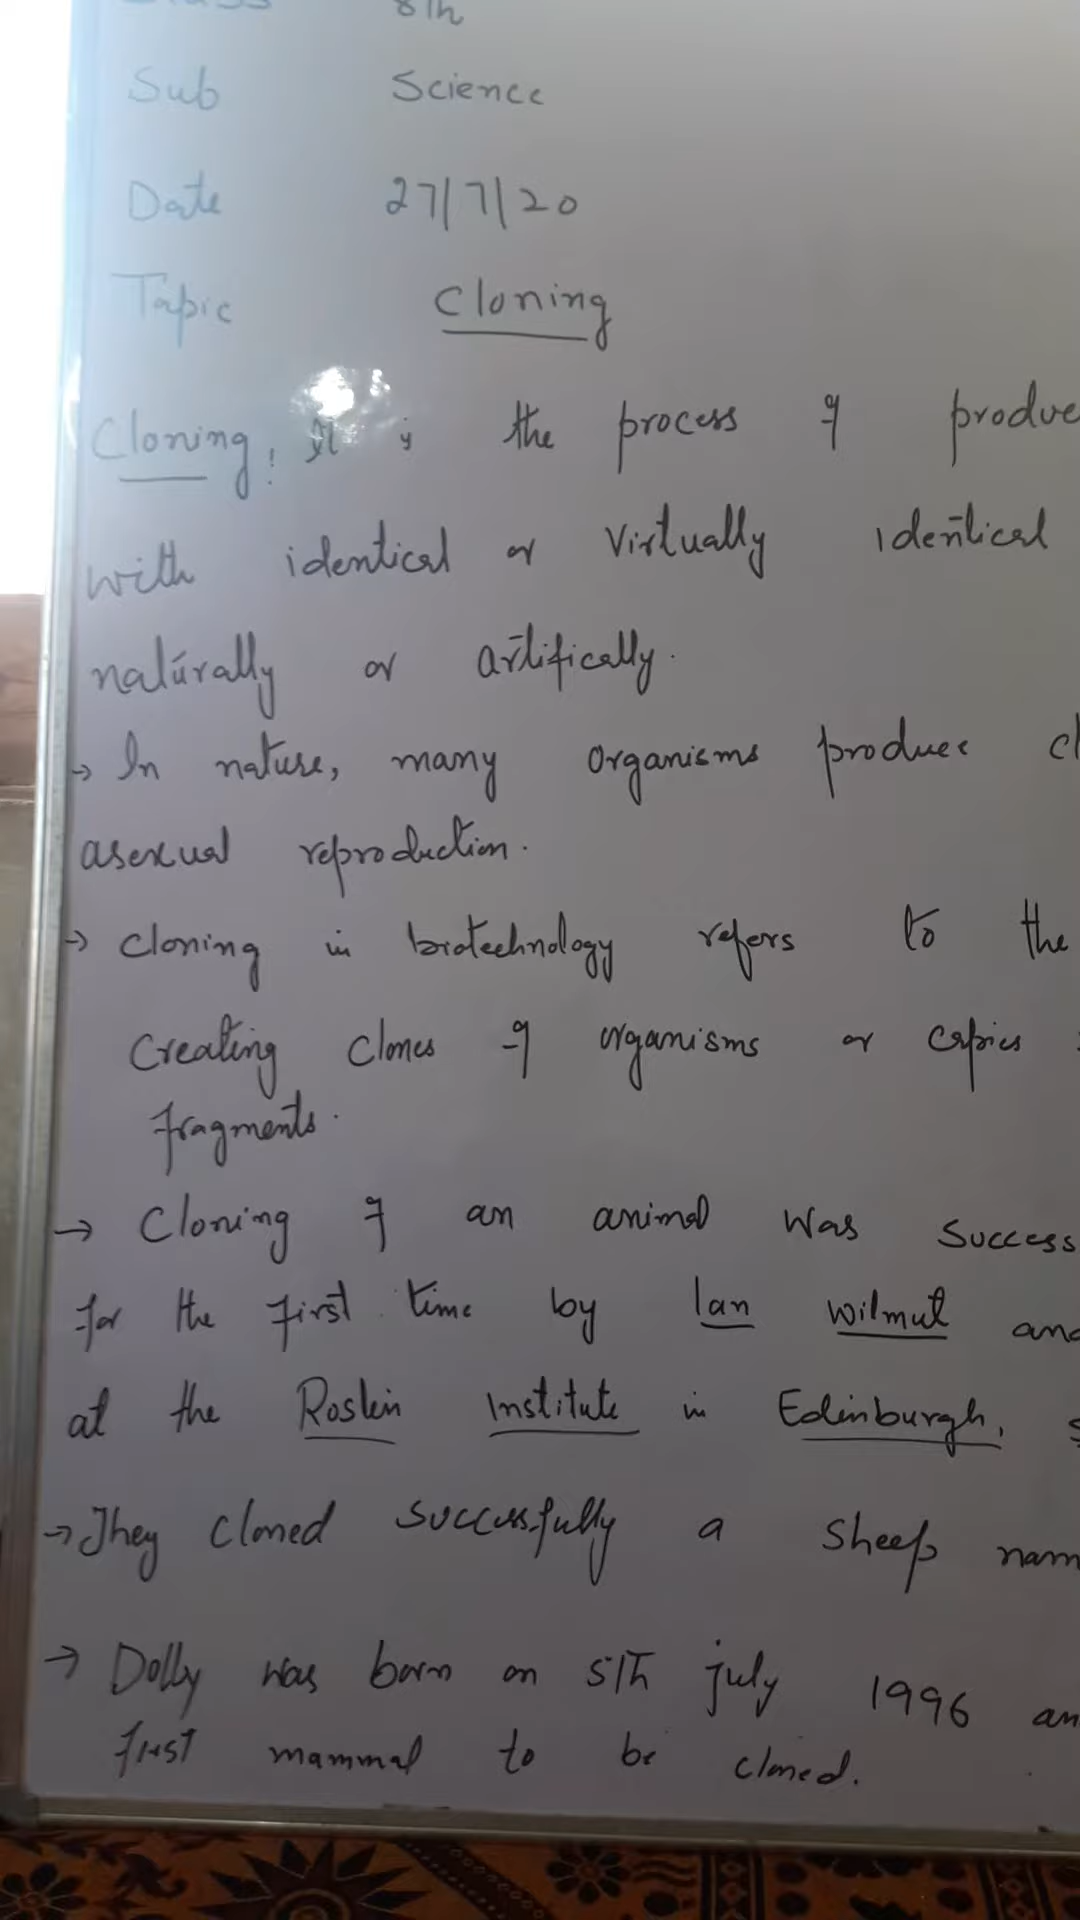 Class 8th
Sub Science
Date 27/7/20
Topic Cloning
Cloning: It is the process of produc
with identical or Virtually identical
naturally or artifically.
→ In nature, many organisms produce cl
asexual reproduction.
→ Cloning in biotechnology refers to the
Creating Clones of organisms or copies
fragments.
→ Cloning of an animal was success
for the first time by Ian Wilmut and
at the Roslin Institute in Edinburgh, S
→ They cloned successfully a Sheep nam
→ Dolly was born on 5th july 1996 an
first mammal to be cloned.